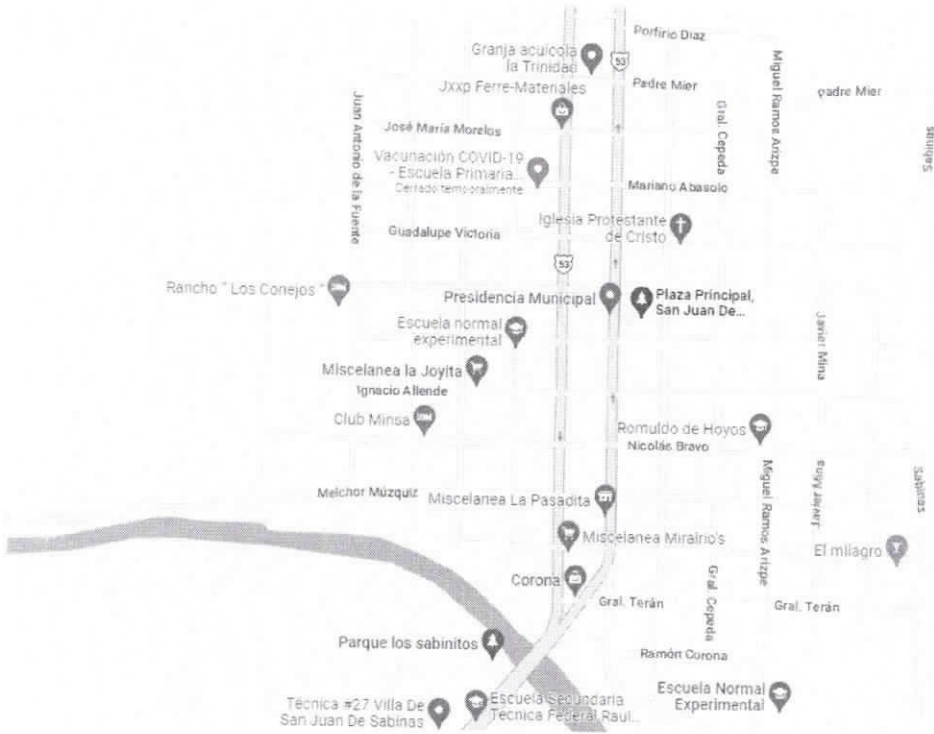 Porfirio Díaz
Granja acuícola
la Trinidad
53
Padre Mier
Jxxp Ferre-Materiales
Padre Mier
Miguel Ramos Arizpe
Juan Antonio de la Fuente
Gral. Cepeda
José María Morelos
Sabinas
Vacunación COVID-19
- Escuela Primaria...
Cerrado temporalmente
Mariano Abasolo
Iglesia Protestante
de Cristo
Guadalupe Victoria
53
Rancho " Los Conejos "
Presidencia Municipal
Plaza Principal,
San Juan De...
Escuela normal
experimental
Javier Mina
Miscelanea la Joyita
Ignacio Allende
Club Minsa
Romuldo de Hoyos
Nicolás Bravo
Melchor Múzquiz
Miscelanea La Pasadita
Miguel Ramos Arizpe
Javier Mina
Sabinas
Miscelanea Miralrio's
El milagro
Corona
Gral. Terán
Gral. Cepeda
Gral. Terán
Parque los sabinitos
Ramón Corona
Técnica #27 Villa De
San Juan De Sabinas
Escuela Secundaria
Técnica Federal Raul...
Escuela Normal
Experimental